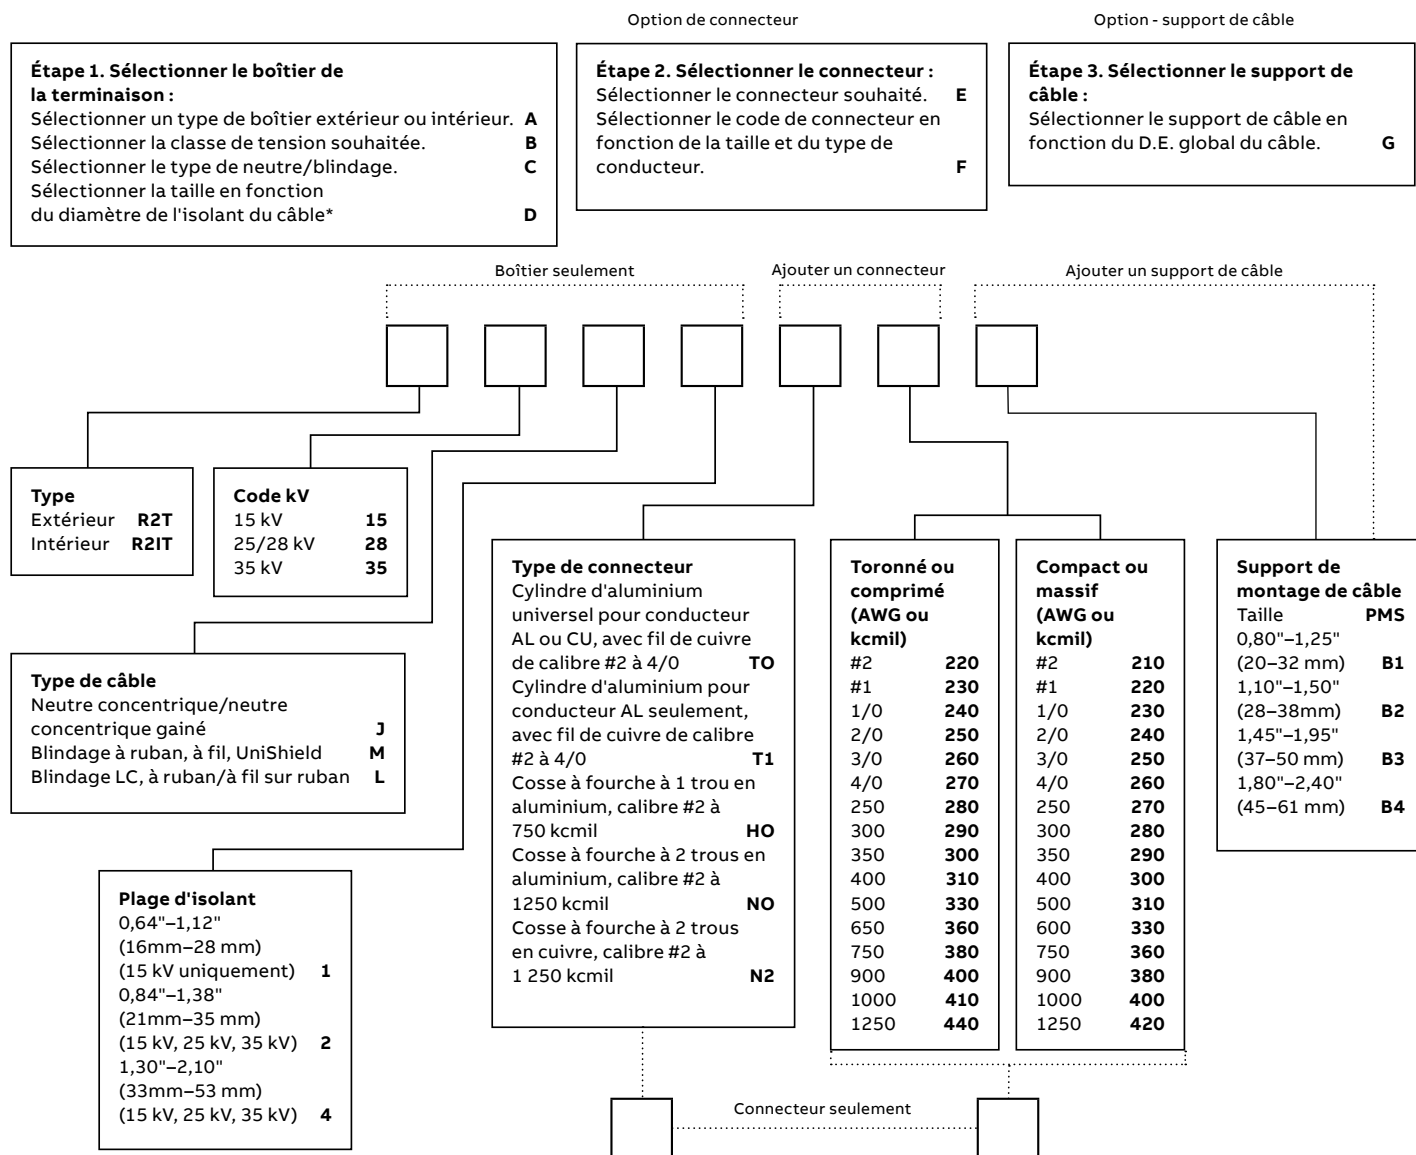 Option de connecteur
Option - support de câble
Étape 1. Sélectionner le boîtier de
la terminaison :
Sélectionner un type de boîtier extérieur ou intérieur. A
Sélectionner la classe de tension souhaitée. B
Sélectionner le type de neutre/blindage. C
Sélectionner la taille en fonction
du diamètre de l'isolant du câble* D
Étape 2. Sélectionner le connecteur :
Sélectionner le connecteur souhaité. E
Sélectionner le code de connecteur en
fonction de la taille et du type de
conducteur. F
Étape 3. Sélectionner le support de
câble :
Sélectionner le support de câble en
fonction du D.E. global du câble. G
Boîtier seulement
Ajouter un connecteur
Ajouter un support de câble
Type
Extérieur R2T
Intérieur R2IT
Code kV
15 kV 15
25/28 kV 28
35 kV 35
Type de câble
Neutre concentrique/neutre
concentrique gainé J
Blindage à ruban, à fil, UniShield M
Blindage LC, à ruban/à fil sur ruban L
Plage d'isolant
0,64"–1,12"
(16mm–28 mm)
(15 kV uniquement) 1
0,84"–1,38"
(21mm–35 mm)
(15 kV, 25 kV, 35 kV) 2
1,30"–2,10"
(33mm–53 mm)
(15 kV, 25 kV, 35 kV) 4
Type de connecteur
Cylindre d'aluminium
universel pour conducteur
AL ou CU, avec fil de cuivre
de calibre #2 à 4/0 TO
Cylindre d'aluminium pour
conducteur AL seulement,
avec fil de cuivre de calibre
#2 à 4/0 T1
Cosse à fourche à 1 trou en
aluminium, calibre #2 à
750 kcmil HO
Cosse à fourche à 2 trous en
aluminium, calibre #2 à
1250 kcmil NO
Cosse à fourche à 2 trous
en cuivre, calibre #2 à
1 250 kcmil N2
Toronné ou
comprimé
(AWG ou
kcmil)
#2 220
#1 230
1/0 240
2/0 250
3/0 260
4/0 270
250 280
300 290
350 300
400 310
500 330
650 360
750 380
900 400
1000 410
1250 440
Compact ou
massif
(AWG ou
kcmil)
#2 210
#1 220
1/0 230
2/0 240
3/0 250
4/0 260
250 270
300 280
350 290
400 300
500 310
600 330
750 360
900 380
1000 400
1250 420
Support de
montage de câble
Taille PMS
0,80"–1,25"
(20–32 mm) B1
1,10"–1,50"
(28–38mm) B2
1,45"–1,95"
(37–50 mm) B3
1,80"–2,40"
(45–61 mm) B4
Connecteur seulement